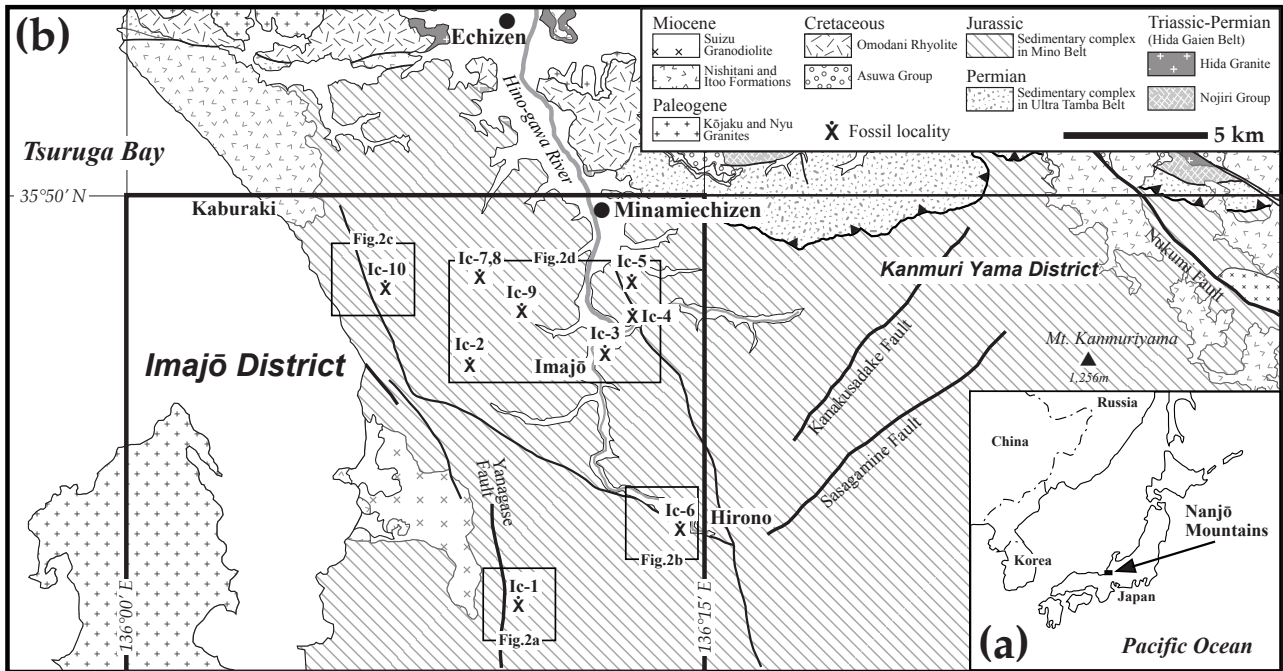 (b)
Echizen
Hino-gawa River
Tsuruga Bay
35°50′ N
Kaburaki
Minamiechizen
Miocene
Suizu
Granodiolite
Nishitani and
Itoo Formations
Paleogene
Kōjaku and Nyu
Granites
Cretaceous
Omodani Rhyolite
Asuwa Group
Fossil locality
Jurassic
Sedimentary complex
in Mino Belt
Permian
Sedimentary complex
in Ultra Tamba Belt
Triassic-Permian
(Hida Gaien Belt)
Hida Granite
Nojiri Group
5 km
Fig.2c
Ic-10
Ic-7,8
Fig.2d
Ic-5
Ic-9
Ic-4
Ic-3
Ic-2
Imajō
Imajō District
Kanmuri Yama District
Nukumi Fault
Mt. Kanmuriyama
1,256m
Kanakusadake Fault
Sasagamine Fault
Yanagase
Fault
Ic-6
Hirono
Fig.2b
Ic-1
Fig.2a
136°00′ E
136°15′ E
Russia
China
Korea
Japan
Nanjō
Mountains
(a)
Pacific Ocean